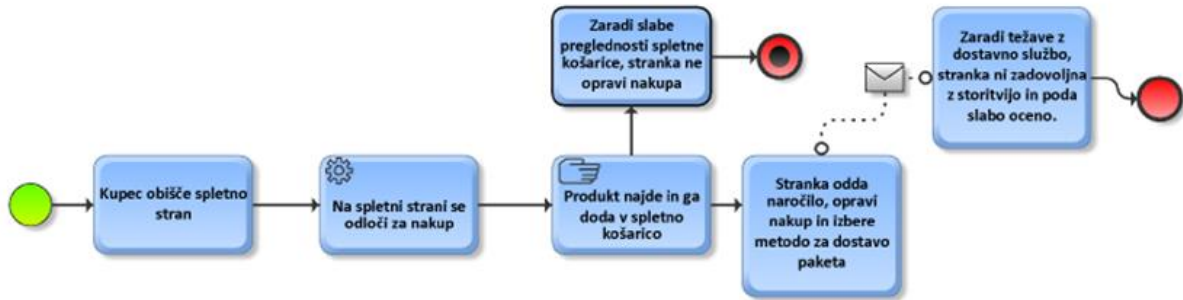 Kupec obišče spletno
stran
Na spletni strani se
odloči za nakup
Produkt najde in ga
doda v spletno
košarico
Zaradi slabe
preglednosti spletne
košarice, stranka ne
opravi nakupa
Stranka odda
naročilo, opravi
nakup in izbere
metodo za dostavo
paketa
Zaradi težave z
dostavno službo,
stranka ni zadovoljna
z storitvijo in poda
slabo oceno.